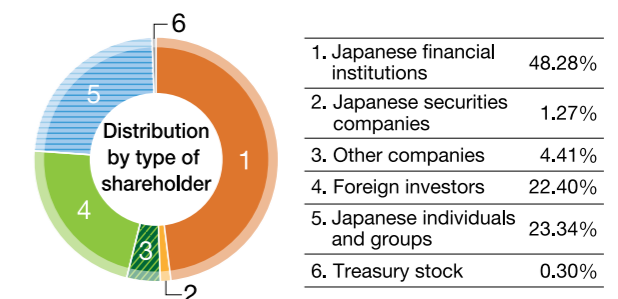 6
5
Distribution
by type of
shareholder
1
4
3
2
1. Japanese financial
institutions
48.28%
2. Japanese securities
companies
1.27%
3. Other companies 4.41%
4. Foreign investors 22.40%
5. Japanese individuals
and groups
23.34%
6. Treasury stock 0.30%